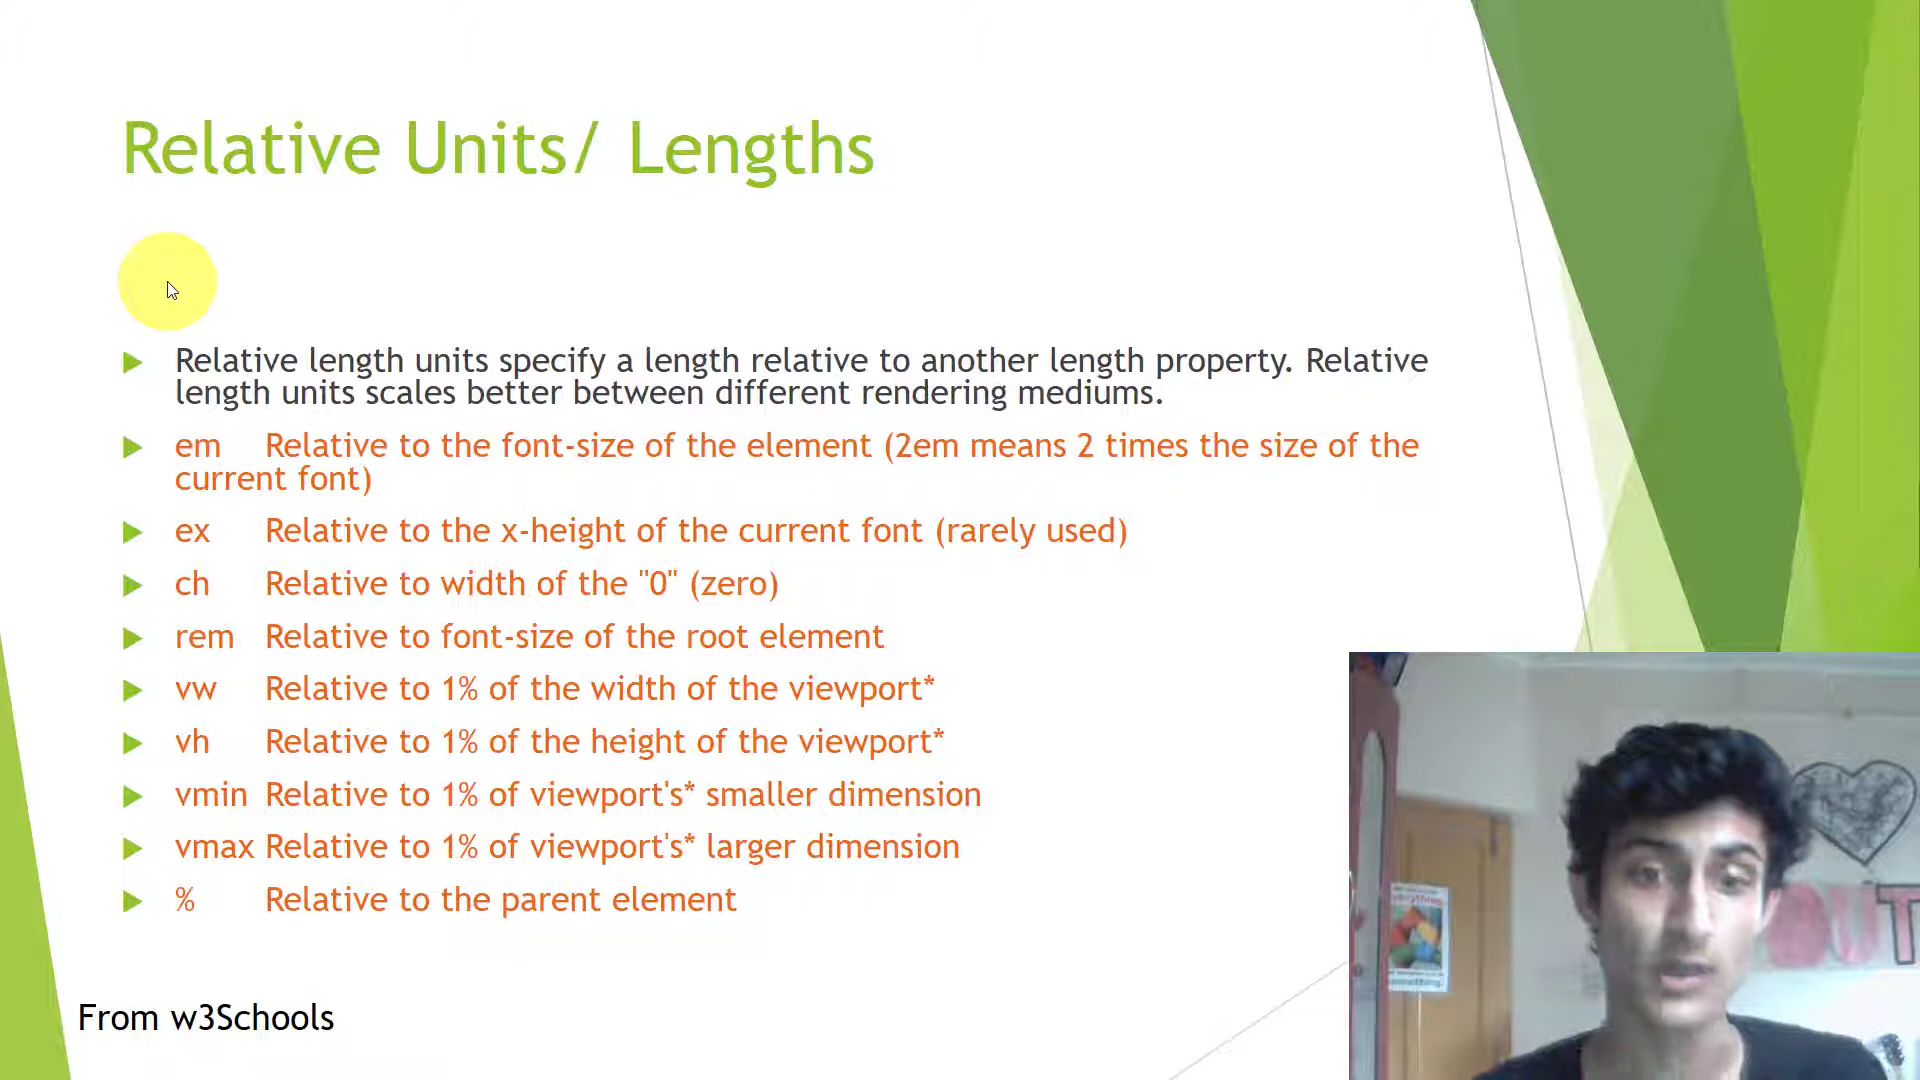 Relative Units/ Lengths
Relative length units specify a length relative to another length property. Relative
length units scales better between different rendering mediums.
em Relative to the font-size of the element (2em means 2 times the size of the
current font)
ex Relative to the x-height of the current font (rarely used)
ch Relative to width of the "0" (zero)
rem Relative to font-size of the root element
vw Relative to 1% of the width of the viewport*
vh Relative to 1% of the height of the viewport*
vmin Relative to 1% of viewport's* smaller dimension
vmax Relative to 1% of viewport's* larger dimension
% Relative to the parent element
From w3Schools
everything
something
OUT